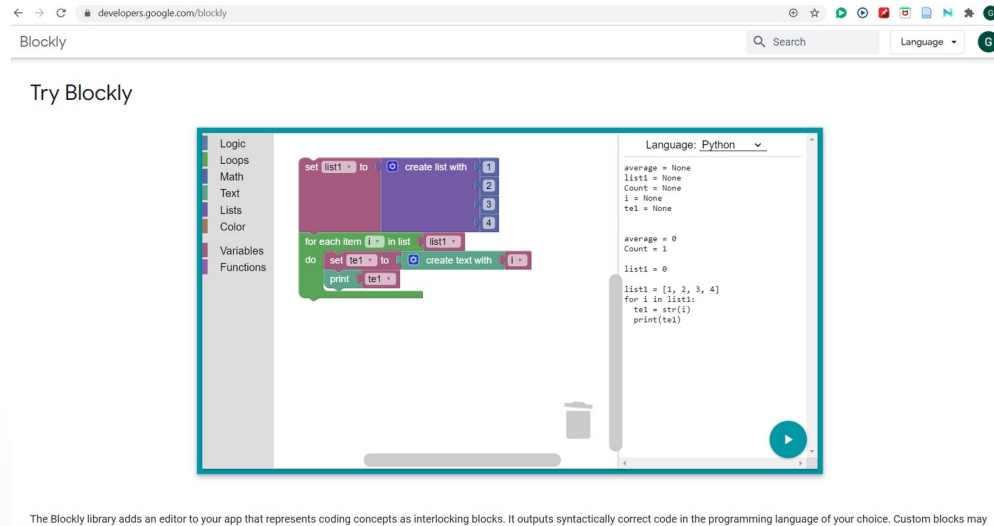 developers.google.com/blockly
G
Blockly
Search
Language
G
Try Blockly
Logic
Loops
Math
Text
Lists
Color
Variables
Functions
set list1 to create list with 1
2
3
4
for each item i in list list1
do set te1 to create text with i
print te1
Language: Python
average = None
list1 = None
Count = None
i = None
te1 = None
average = 0
Count = 1
list1 = 0
list1 = [1, 2, 3, 4]
for i in list1:
te1 = str(i)
print(te1)
The Blockly library adds an editor to your app that represents coding concepts as interlocking blocks. It outputs syntactically correct code in the programming language of your choice. Custom blocks may